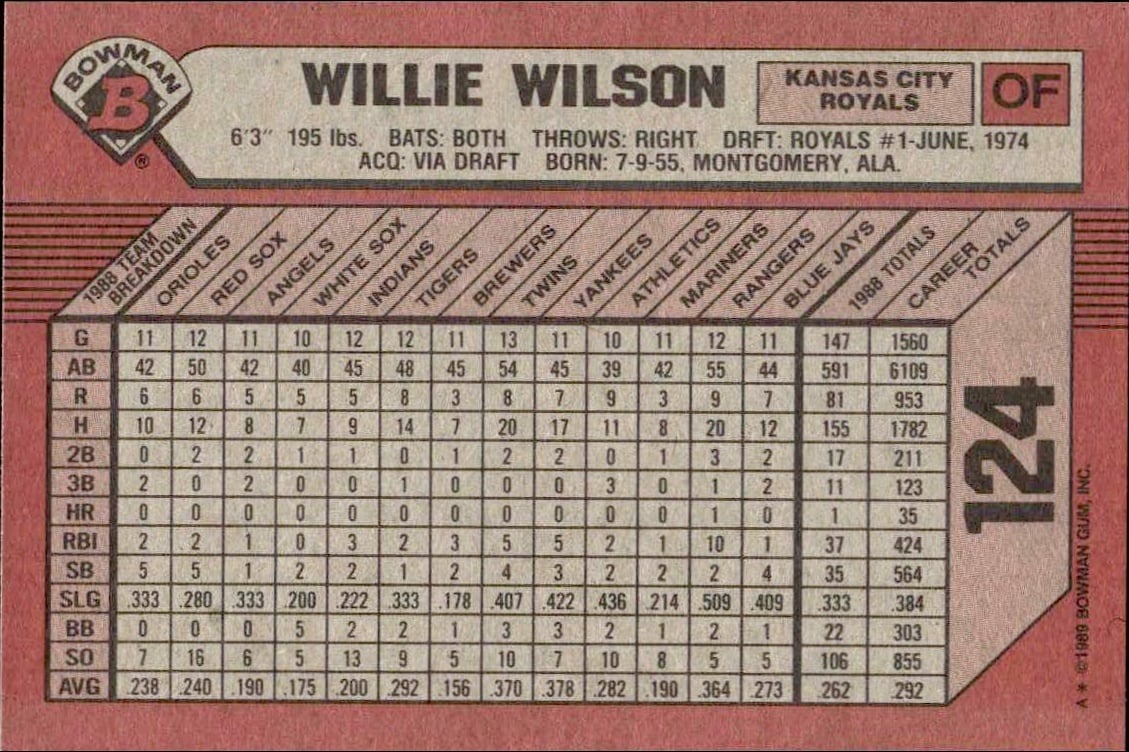 BOWMAN
B
®
WILLIE WILSON
KANSAS CITY
ROYALS
OF
6'3" 195 lbs. BATS: BOTH THROWS: RIGHT DRFT: ROYALS #1-JUNE, 1974
ACQ: VIA DRAFT BORN: 7-9-55, MONTGOMERY, ALA.
1988 TEAM
BREAKDOWN
ORIOLES
RED SOX
ANGELS
WHITE SOX
INDIANS
TIGERS
BREWERS
TWINS
YANKEES
ATHLETICS
MARINERS
RANGERS
BLUE JAYS
1988 TOTALS
CAREER
TOTALS
G 11 12 11 10 12 12 11 13 11 10 11 12 11 147 1560
AB 42 50 42 40 45 48 45 54 45 39 42 55 44 591 6109
R 6 6 5 5 5 8 3 8 7 9 3 9 7 81 953
H 10 12 8 7 9 14 7 20 17 11 8 20 12 155 1782
2B 0 2 2 1 1 0 1 2 2 0 1 3 2 17 211
3B 2 0 2 0 0 1 0 0 0 3 0 1 2 11 123
HR 0 0 0 0 0 0 0 0 0 0 0 1 0 1 35
RBI 2 2 1 0 3 2 3 5 5 2 1 10 1 37 424
SB 5 5 1 2 2 1 2 4 3 2 2 2 4 35 564
SLG .333 .280 .333 .200 .222 .333 .178 .407 .422 .436 .214 .509 .409 .333 .384
BB 0 0 0 5 2 2 1 3 3 2 1 2 1 22 303
SO 7 16 6 5 13 9 5 10 7 10 8 5 5 106 855
AVG .238 .240 .190 .175 .200 .292 .156 .370 .378 .282 .190 .364 .273 .262 .292
124
A * ©1989 BOWMAN GUM, INC.